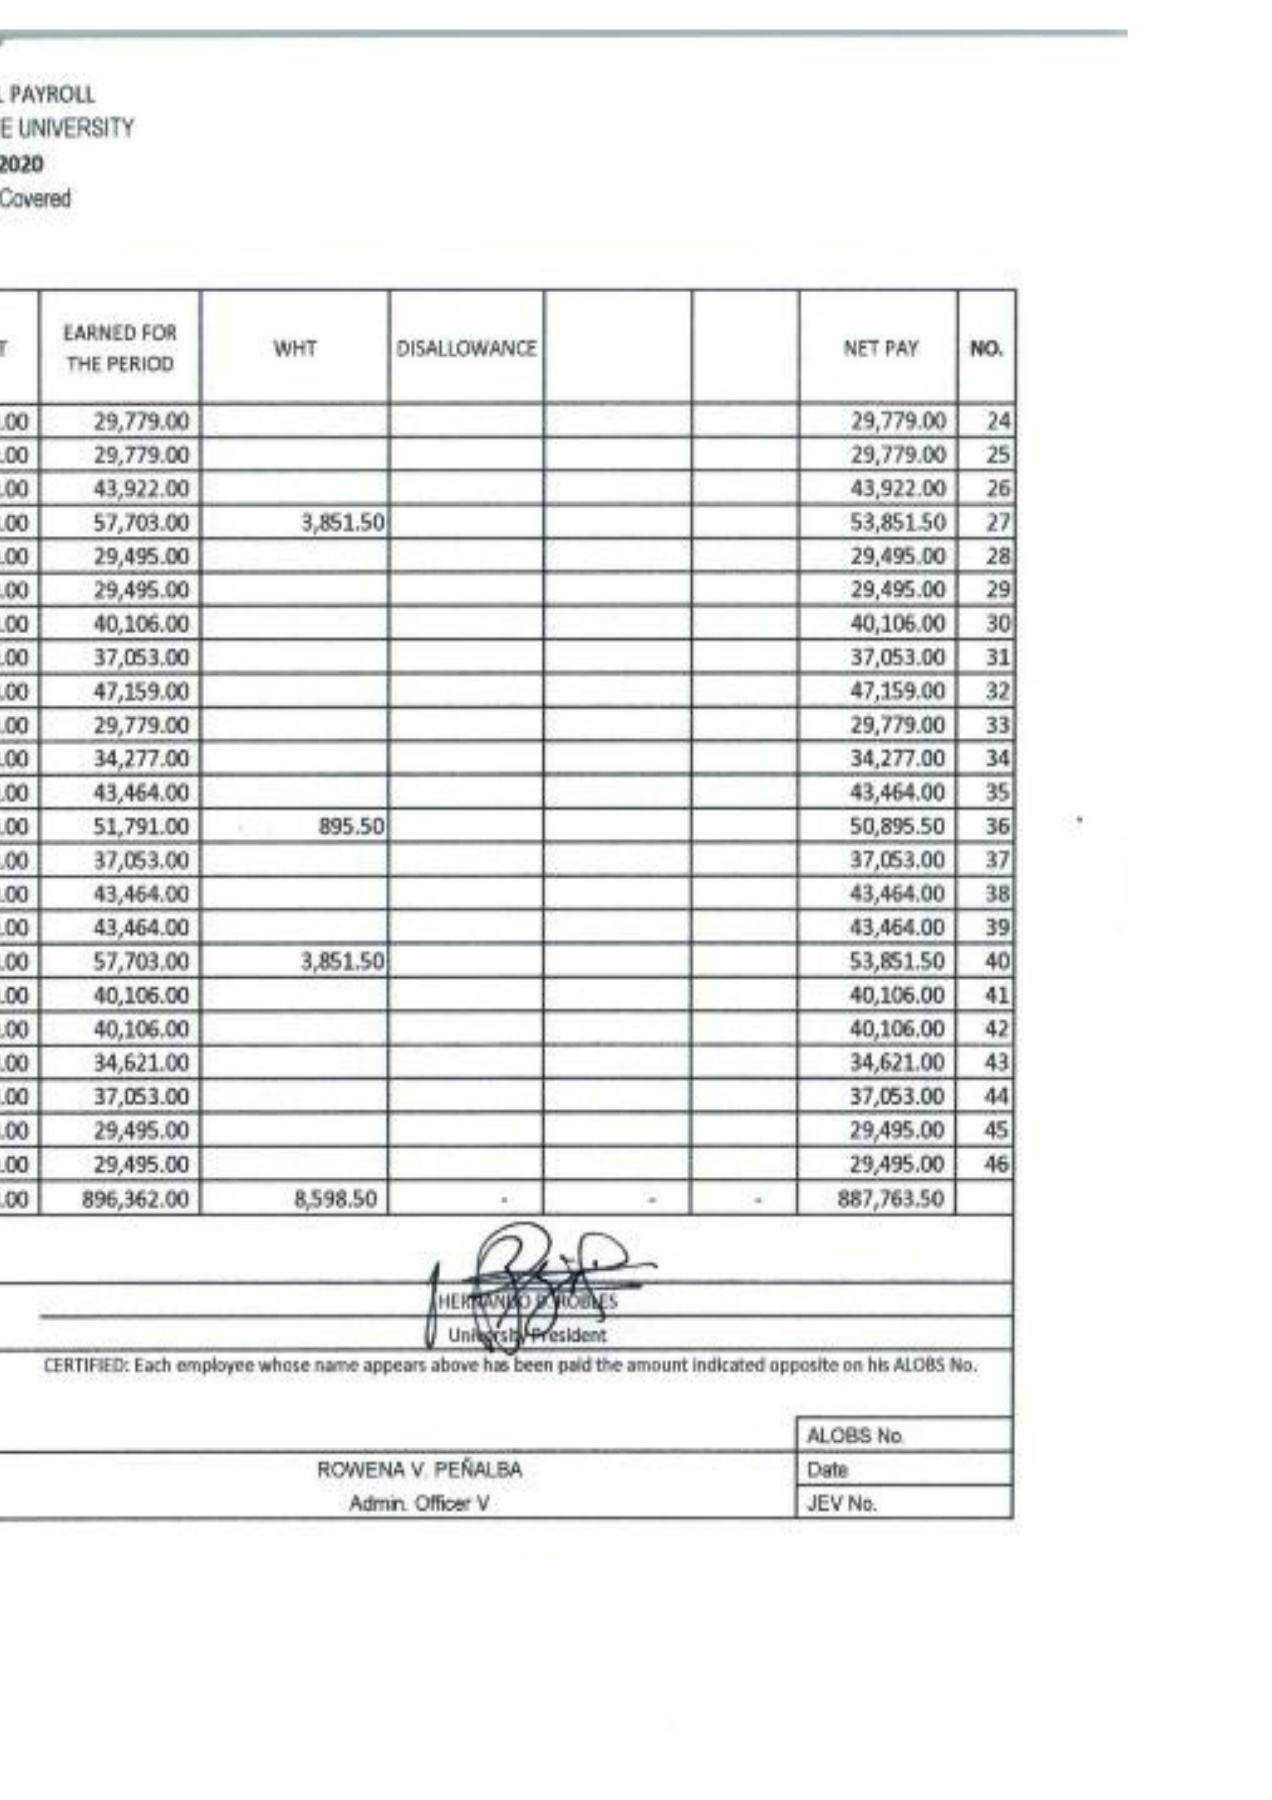 L PAYROLL
E UNIVERSITY
2020
Covered
T EARNED FOR THE PERIOD WHT DISALLOWANCE NET PAY NO.
.00 29,779.00 29,779.00 24
.00 29,779.00 29,779.00 25
.00 43,922.00 43,922.00 26
.00 57,703.00 3,851.50 53,851.50 27
.00 29,495.00 29,495.00 28
.00 29,495.00 29,495.00 29
.00 40,106.00 40,106.00 30
.00 37,053.00 37,053.00 31
.00 47,159.00 47,159.00 32
.00 29,779.00 29,779.00 33
.00 34,277.00 34,277.00 34
.00 43,464.00 43,464.00 35
.00 51,791.00 895.50 50,895.50 36
.00 37,053.00 37,053.00 37
.00 43,464.00 43,464.00 38
.00 43,464.00 43,464.00 39
.00 57,703.00 3,851.50 53,851.50 40
.00 40,106.00 40,106.00 41
.00 40,106.00 40,106.00 42
.00 34,621.00 34,621.00 43
.00 37,053.00 37,053.00 44
.00 29,495.00 29,495.00 45
.00 29,495.00 29,495.00 46
.00 896,362.00 8,598.50 - - - 887,763.50
HERNANDO D. ROBLES
University President
CERTIFIED: Each employee whose name appears above has been paid the amount indicated opposite on his ALOBS No.
ALOBS No.
ROWENA V. PEÑALBA Date
Admin. Officer V JEV No.